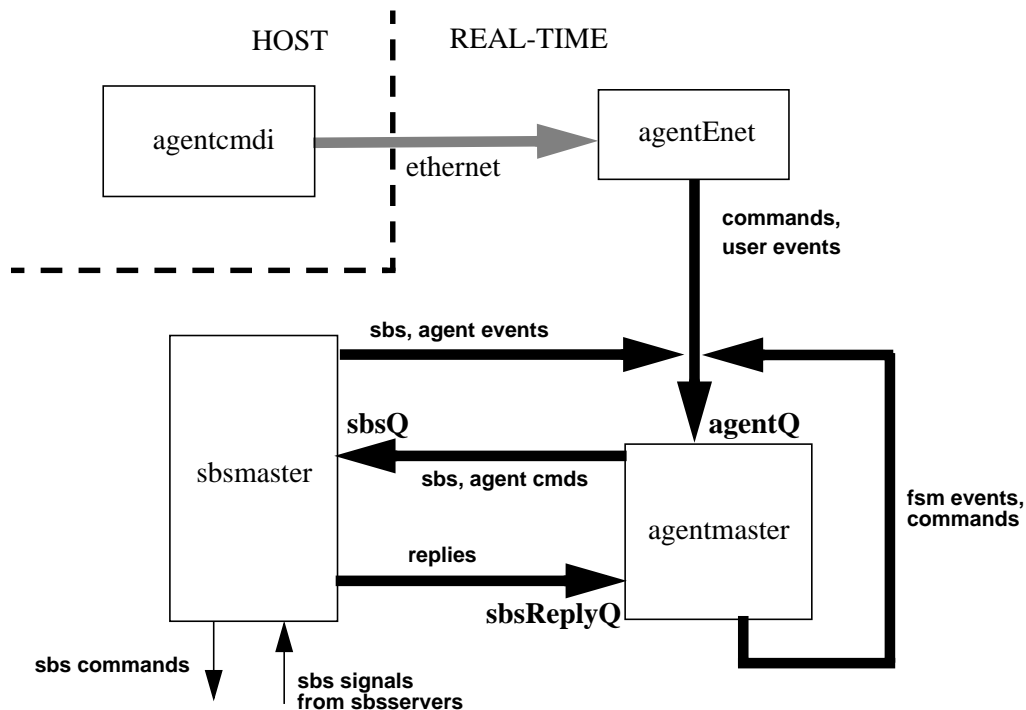 HOST
REAL-TIME
agentcmdi
agentEnet
ethernet
commands,
user events
sbs, agent events
sbsQ
agentQ
sbsmaster
sbs, agent cmds
fsm events,
commands
agentmaster
replies
sbsReplyQ
sbs commands
sbs signals
from sbsservers